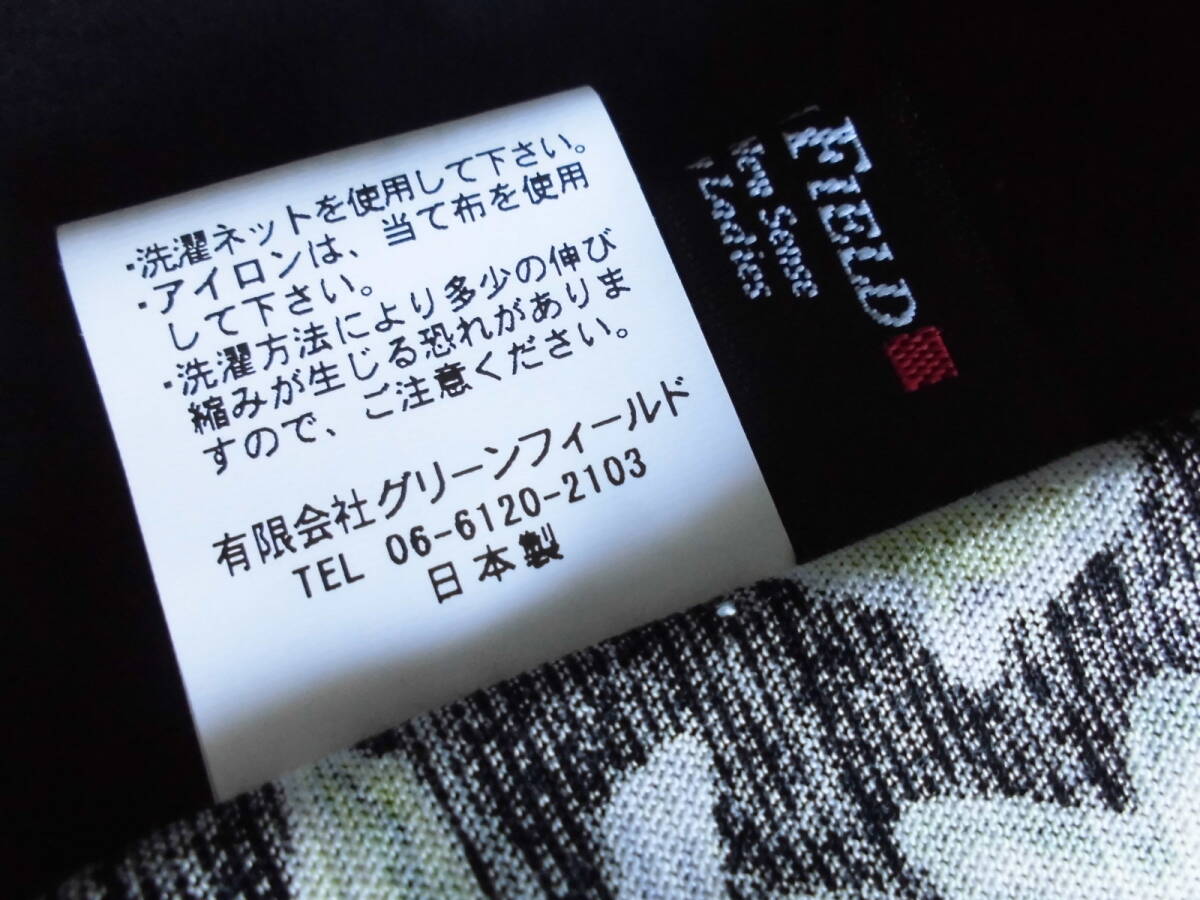 ・洗濯ネットを使用して下さい。
・アイロンは、当て布を使用
して下さい。
・洗濯方法により多少の伸び
縮みが生じる恐れがありま
すので、ご注意ください。
有限会社グリーンフィールド
TEL 06-6120-2103
日本製
FIELD
New Sense
Ladies